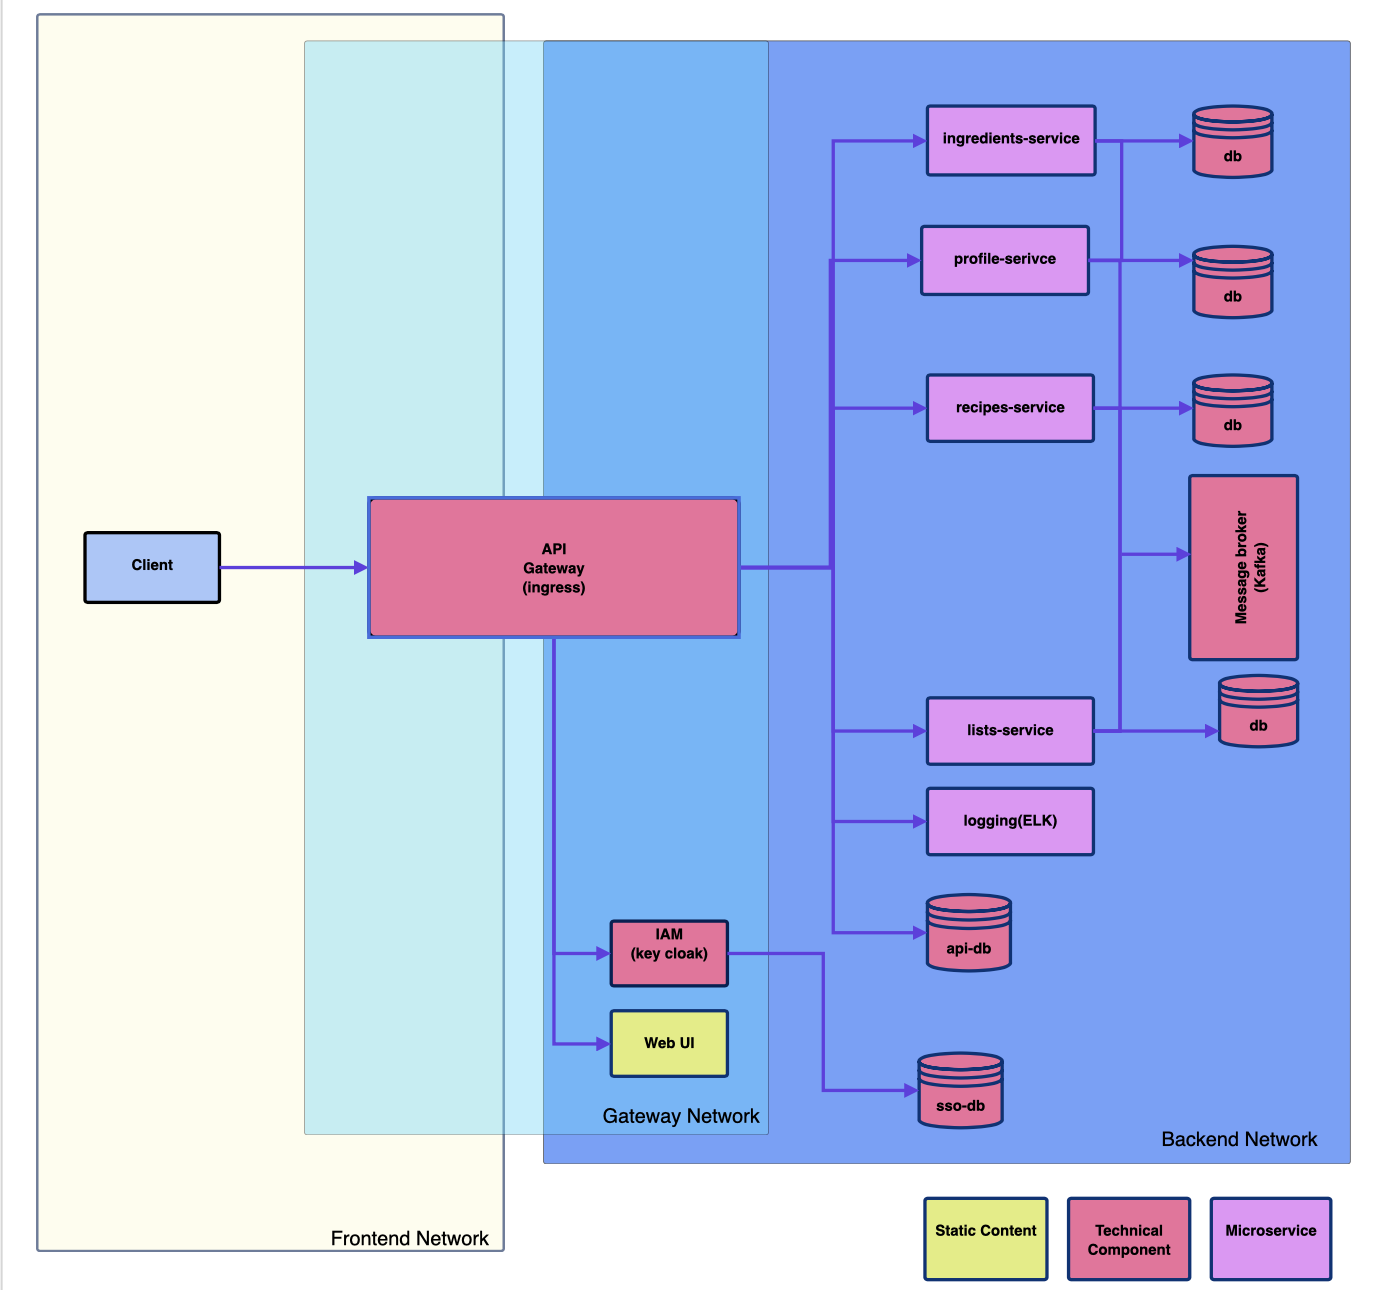 ingredients-service
db
profile-serivce
db
recipes-service
db
Client
API
Gateway
(ingress)
Message broker
(Kafka)
lists-service
db
logging(ELK)
IAM
(key cloak)
api-db
Web UI
sso-db
Gateway Network
Backend Network
Frontend Network
Static Content
Technical
Component
Microservice